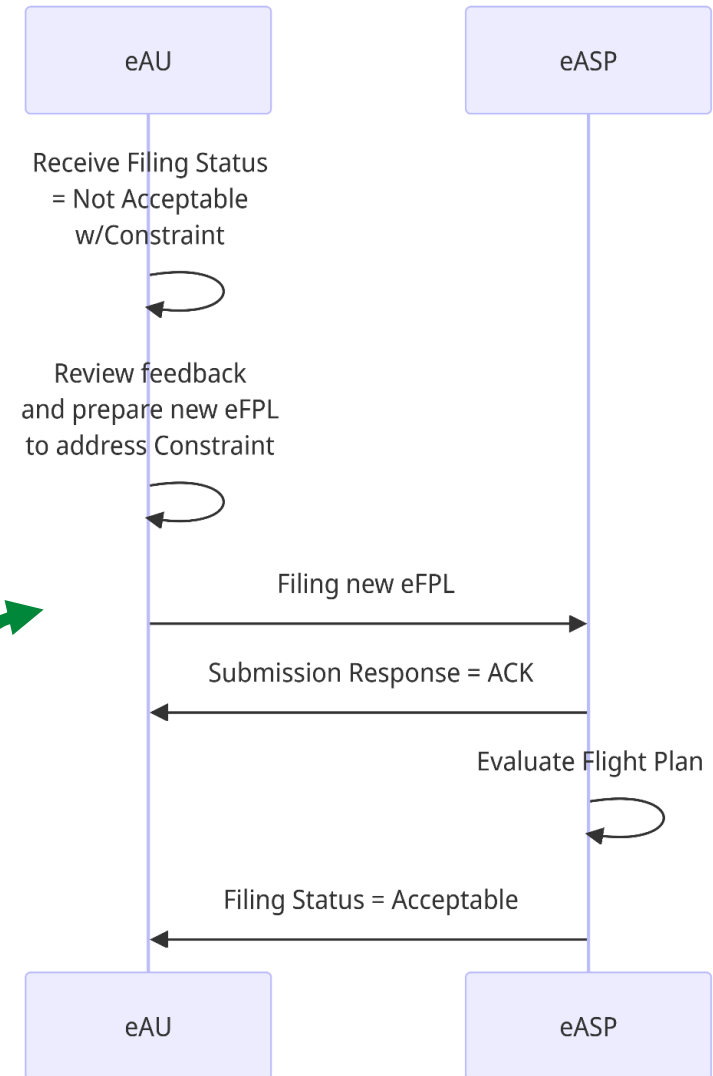 eAU
eASP
Receive Filing Status
= Not Acceptable
w/Constraint
Review feedback
and prepare new eFPL
to address Constraint
Filing new eFPL
Submission Response = ACK
Evaluate Flight Plan
Filing Status = Acceptable
eAU
eASP